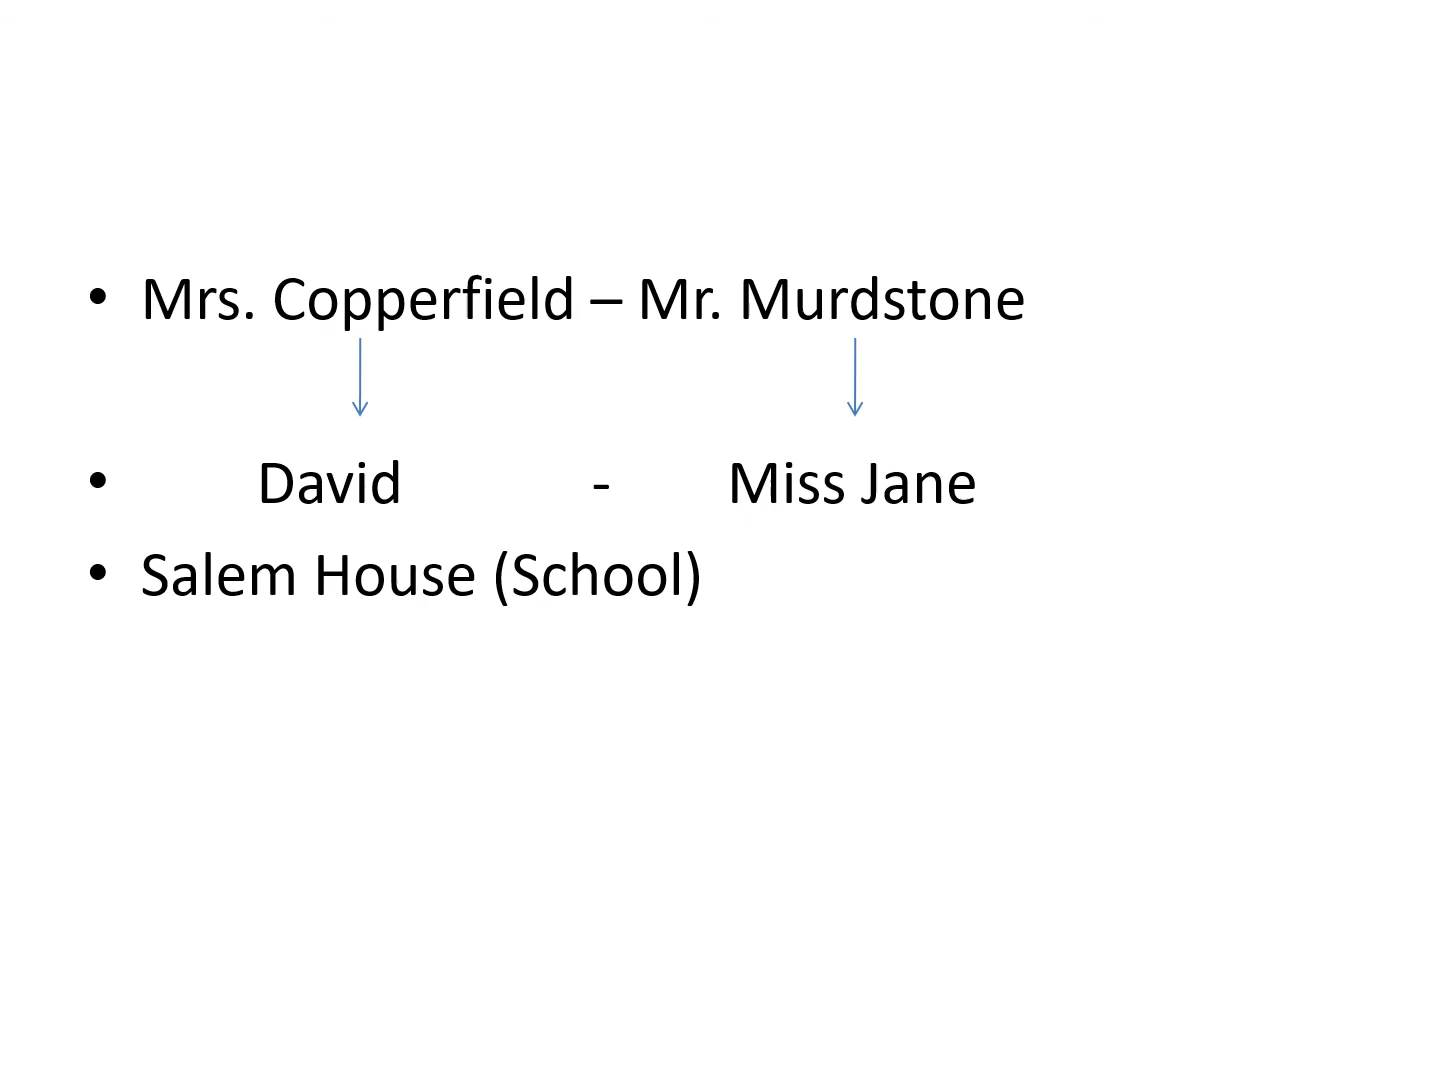 • Mrs. Copperfield – Mr. Murdstone
• David - Miss Jane
• Salem House (School)